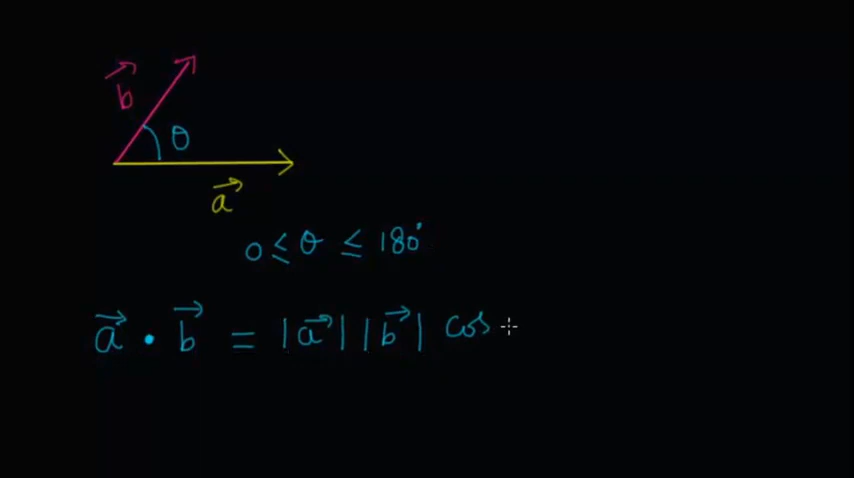 b⃗
θ
a⃗
0 ≤ θ ≤ 180°
a⃗ • b⃗ = |a⃗| |b⃗| cos